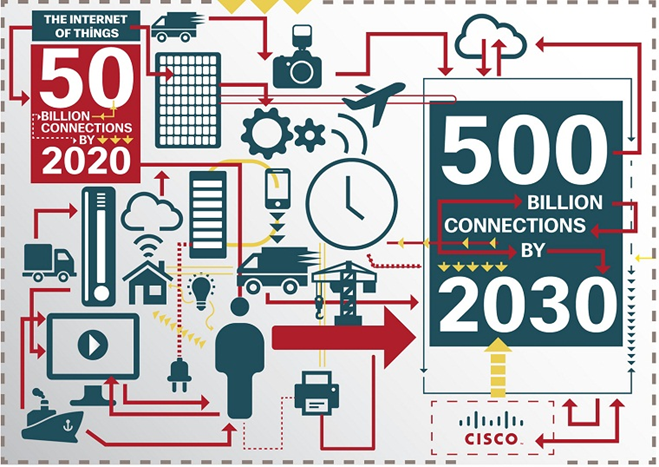 THE INTERNET
OF THINGS
50
BILLION
CONNECTIONS
BY
2020
500
BILLION
CONNECTIONS
BY
2030
CISCO